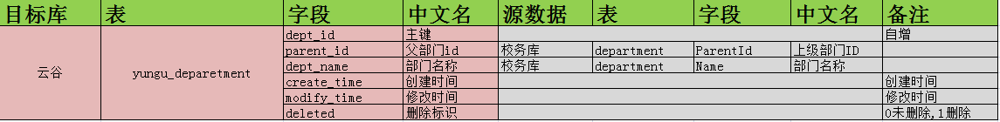 目标库 表 字段 中文名 源数据 表 字段 中文名 备注
dept_id 主键 自增
parent_id 父部门id 校务库 department ParentId 上级部门ID
云谷 yungu_deparetment dept_name 部门名称 校务库 department Name 部门名称
create_time 创建时间 创建时间
modify_time 修改时间 修改时间
deleted 删除标识 0未删除,1删除